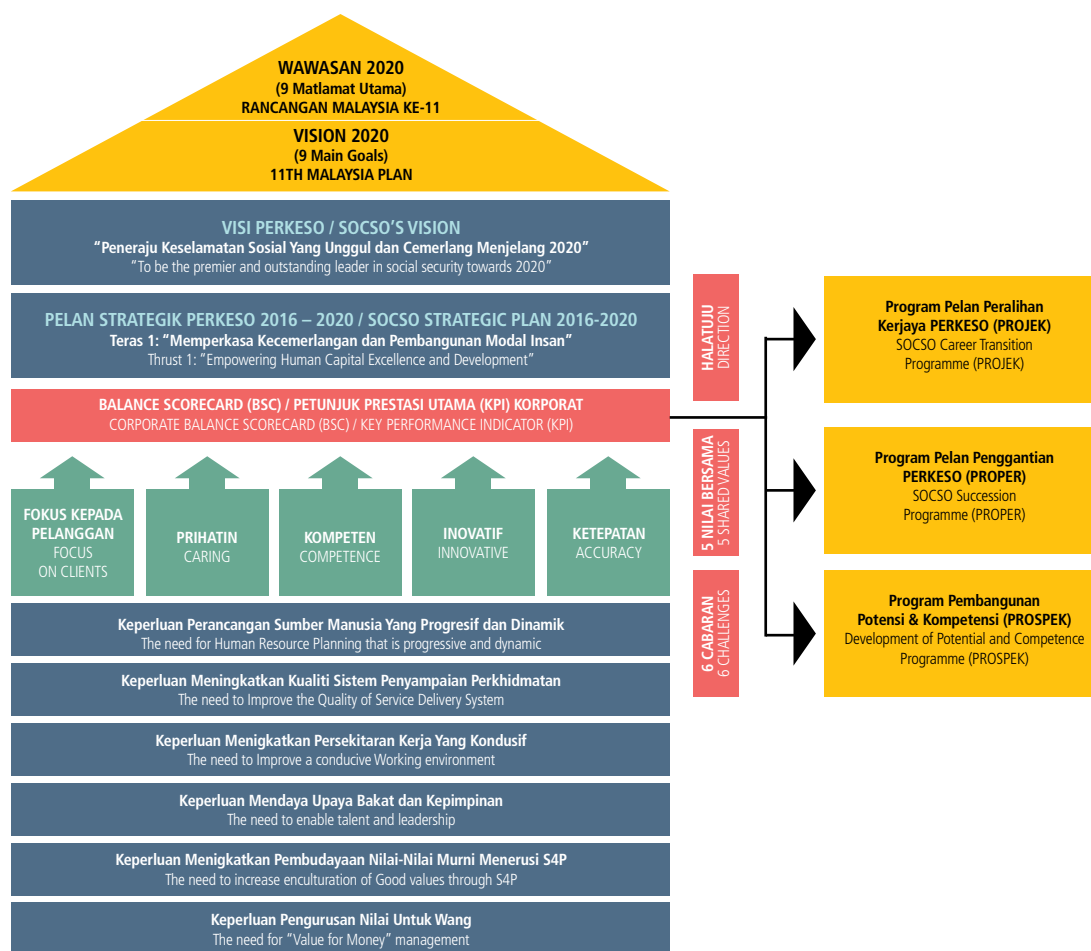 WAWASAN 2020
(9 Matlamat Utama)
RANCANGAN MALAYSIA KE-11
VISION 2020
(9 Main Goals)
11TH MALAYSIA PLAN
VISI PERKESO / SOCSO'S VISION
“Peneraju Keselamatan Sosial Yang Unggul dan Cemerlang Menjelang 2020”
“To be the premier and outstanding leader in social security towards 2020”
PELAN STRATEGIK PERKESO 2016 – 2020 / SOCSO STRATEGIC PLAN 2016-2020
Teras 1: “Memperkasa Kecemerlangan dan Pembangunan Modal Insan”
Thrust 1: “Empowering Human Capital Excellence and Development”
BALANCE SCORECARD (BSC) / PETUNJUK PRESTASI UTAMA (KPI) KORPORAT
CORPORATE BALANCE SCORECARD (BSC) / KEY PERFORMANCE INDICATOR (KPI)
FOKUS KEPADA
PELANGGAN
FOCUS
ON CLIENTS
PRIHATIN
CARING
KOMPETEN
COMPETENCE
INOVATIF
INNOVATIVE
KETEPATAN
ACCURACY
Keperluan Perancangan Sumber Manusia Yang Progresif dan Dinamik
The need for Human Resource Planning that is progressive and dynamic
Keperluan Meningkatkan Kualiti Sistem Penyampaian Perkhidmatan
The need to Improve the Quality of Service Delivery System
Keperluan Menigkatkan Persekitaran Kerja Yang Kondusif
The need to Improve a conducive Working environment
Keperluan Mendaya Upaya Bakat dan Kepimpinan
The need to enable talent and leadership
Keperluan Menigkatkan Pembudayaan Nilai-Nilai Murni Menerusi S4P
The need to increase enculturation of Good values through S4P
Keperluan Pengurusan Nilai Untuk Wang
The need for “Value for Money” management
HALATUJU
DIRECTION
5 NILAI BERSAMA
5 SHARED VALUES
6 CABARAN
6 CHALLENGES
Program Pelan Peralihan
Kerjaya PERKESO (PROJEK)
SOCSO Career Transition
Programme (PROJEK)
Program Pelan Penggantian
PERKESO (PROPER)
SOCSO Succession
Programme (PROPER)
Program Pembangunan
Potensi & Kompetensi (PROSPEK)
Development of Potential and Competence
Programme (PROSPEK)